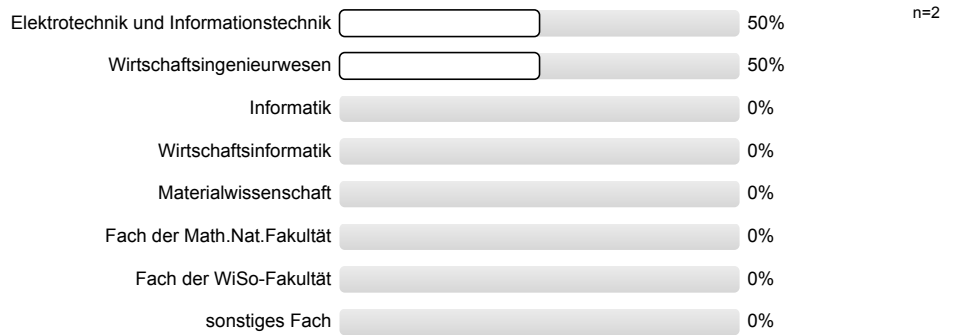 Elektrotechnik und Informationstechnik 50% n=2
Wirtschaftsingenieurwesen 50%
Informatik 0%
Wirtschaftsinformatik 0%
Materialwissenschaft 0%
Fach der Math.Nat.Fakultät 0%
Fach der WiSo-Fakultät 0%
sonstiges Fach 0%